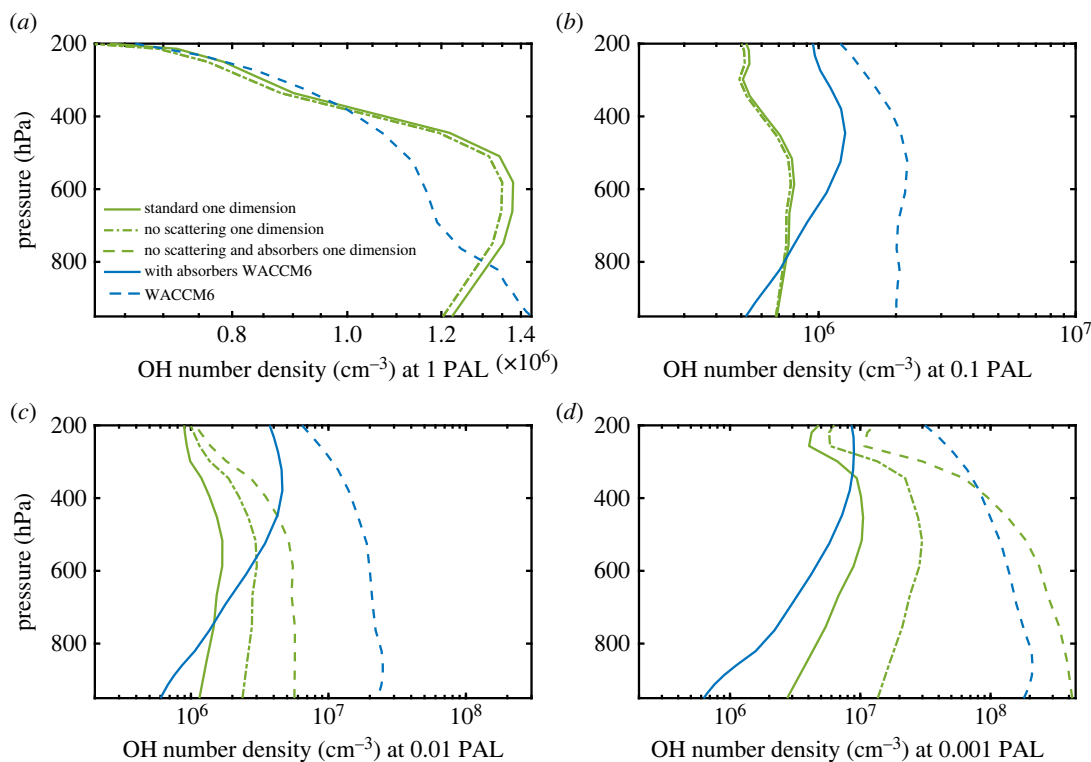 (a)
(b)
200
400
600
800
pressure (hPa)
standard one dimension
no scattering one dimension
no scattering and absorbers one dimension
with absorbers WACCM6
WACCM6
0.8
1.0
1.2
1.4
OH number density (cm⁻³) at 1 PAL (×10⁶)
200
400
600
800
10⁶
10⁷
OH number density (cm⁻³) at 0.1 PAL
(c)
(d)
200
400
600
800
pressure (hPa)
10⁶
10⁷
10⁸
OH number density (cm⁻³) at 0.01 PAL
200
400
600
800
10⁶
10⁷
10⁸
OH number density (cm⁻³) at 0.001 PAL